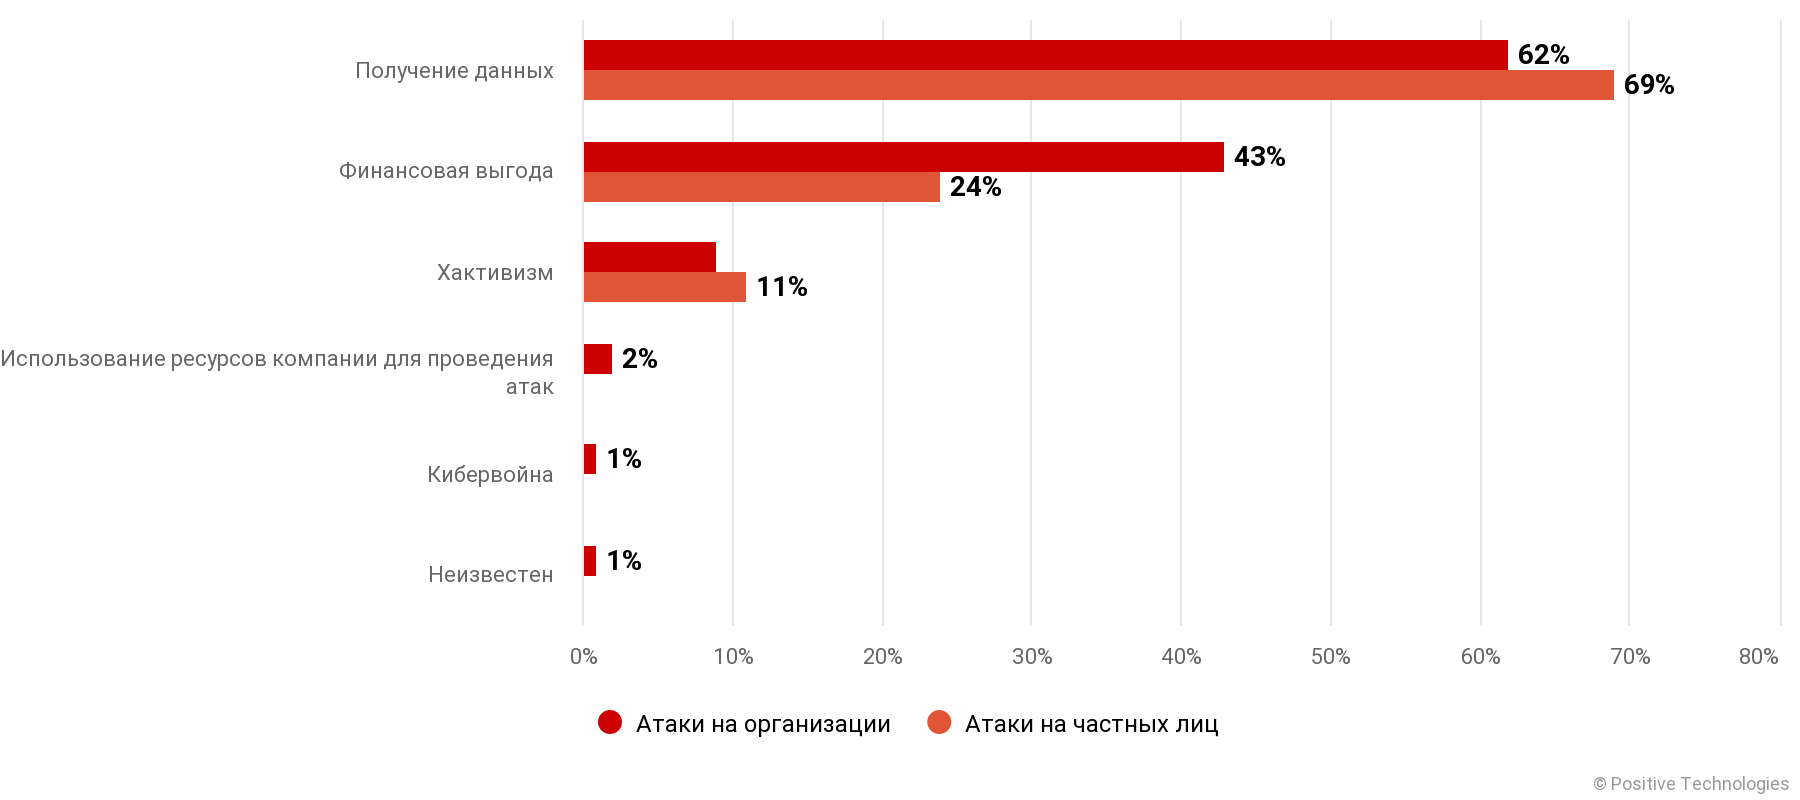 Получение данных
62%
69%
Финансовая выгода
43%
24%
Хактивизм
11%
Использование ресурсов компании для проведения
атак
2%
Кибервойна
1%
Неизвестен
1%
0% 10% 20% 30% 40% 50% 60% 70% 80%
Атаки на организации Атаки на частных лиц
© Positive Technologies